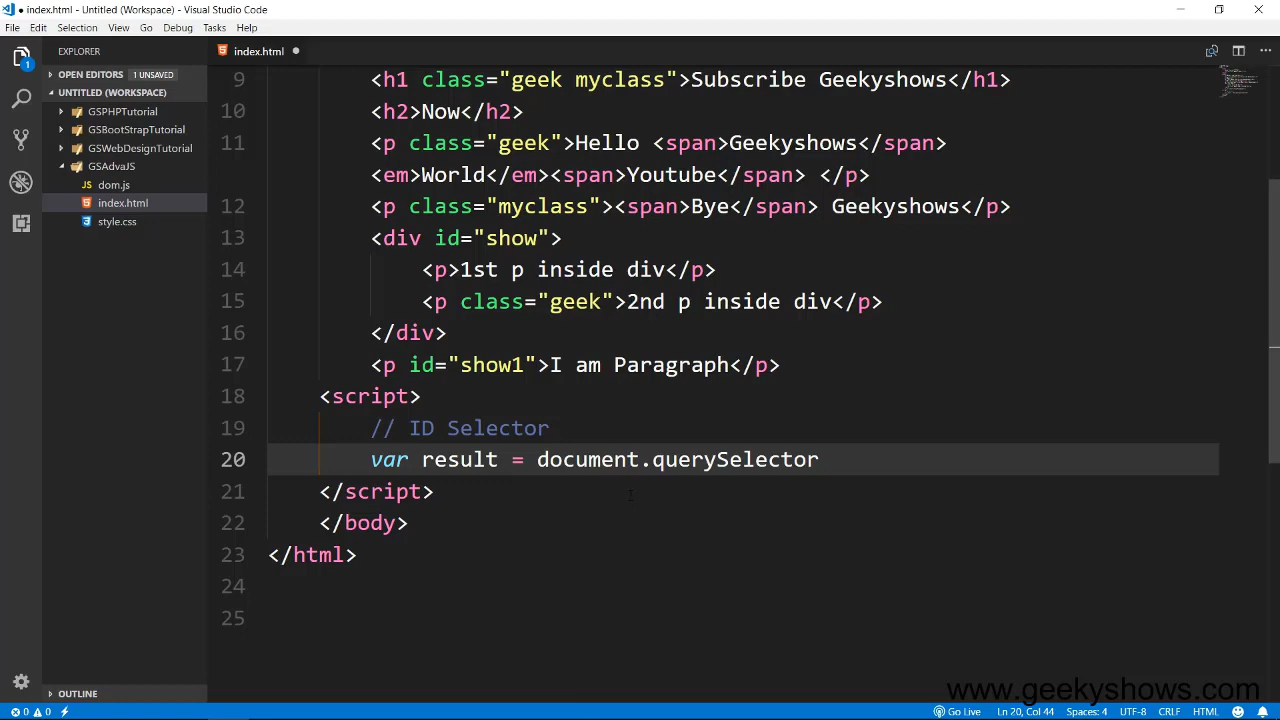 ● index.html - Untitled (Workspace) - Visual Studio Code
File Edit Selection View Go Debug Tasks Help
EXPLORER
index.html ●
OPEN EDITORS 1 UNSAVED
UNTITLED (WORKSPACE)
GSPHPTutorial
GSBootStrapTutorial
GSWebDesignTutorial
GSAdvaJS
JS dom.js
index.html
style.css
1
9 <h1 class="geek myclass">Subscribe Geekyshows</h1>
10 <h2>Now</h2>
11 <p class="geek">Hello <span>Geekyshows</span>
<em>World</em><span>Youtube</span> </p>
12 <p class="myclass"><span>Bye</span> Geekyshows</p>
13 <div id="show">
14 <p>1st p inside div</p>
15 <p class="geek">2nd p inside div</p>
16 </div>
17 <p id="show1">I am Paragraph</p>
18 <script>
19 // ID Selector
20 var result = document.querySelector
21 </script>
22 </body>
23 </html>
24
25
OUTLINE
www.geekyshows.com
0 0 Go Live Ln 20, Col 44 Spaces: 4 UTF-8 CRLF HTML